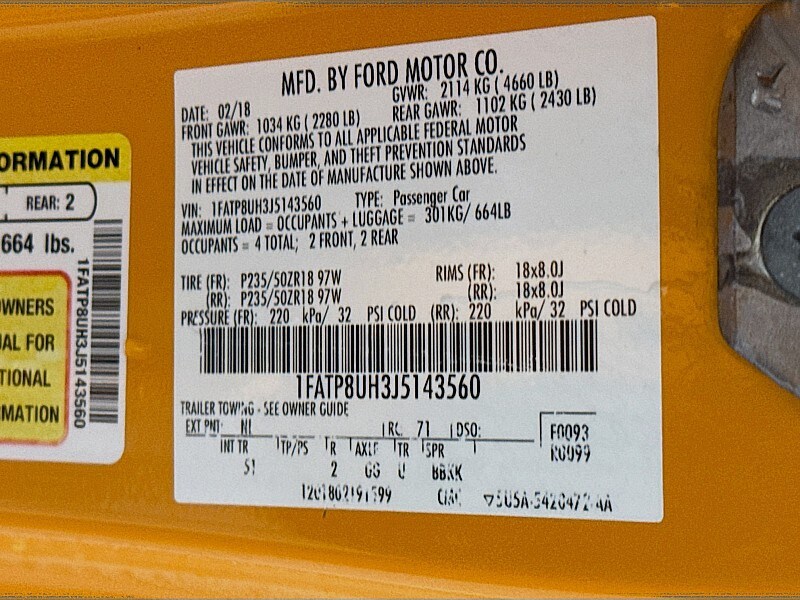 ORMATION
REAR: 2
664 lbs.
OWNERS
UAL FOR
TIONAL
MATION
1FATP8UH3J5143560
MFD. BY FORD MOTOR CO.
DATE: 02/18 GVWR: 2114 KG ( 4660 LB)
FRONT GAWR: 1034 KG ( 2280 LB) REAR GAWR: 1102 KG ( 2430 LB)
THIS VEHICLE CONFORMS TO ALL APPLICABLE FEDERAL MOTOR
VEHICLE SAFETY, BUMPER, AND THEFT PREVENTION STANDARDS
IN EFFECT ON THE DATE OF MANUFACTURE SHOWN ABOVE.
VIN: 1FATP8UH3J5143560 TYPE: Passenger Car
MAXIMUM LOAD = OCCUPANTS + LUGGAGE = 301KG/ 664LB
OCCUPANTS = 4 TOTAL; 2 FRONT, 2 REAR
TIRE (FR): P235/50ZR18 97W RIMS (FR): 18x8.0J
(RR): P235/50ZR18 97W (RR): 18x8.0J
PRESSURE (FR): 220 kPa/ 32 PSI COLD (RR): 220 kPa/ 32 PSI COLD
1FATP8UH3J5143560
TRAILER TOWING - SEE OWNER GUIDE
EXT PNT: RC: 71 DSO: F0093
INT TR TP/PS R AXLE TR SPR R0099
2 GG U BBKK